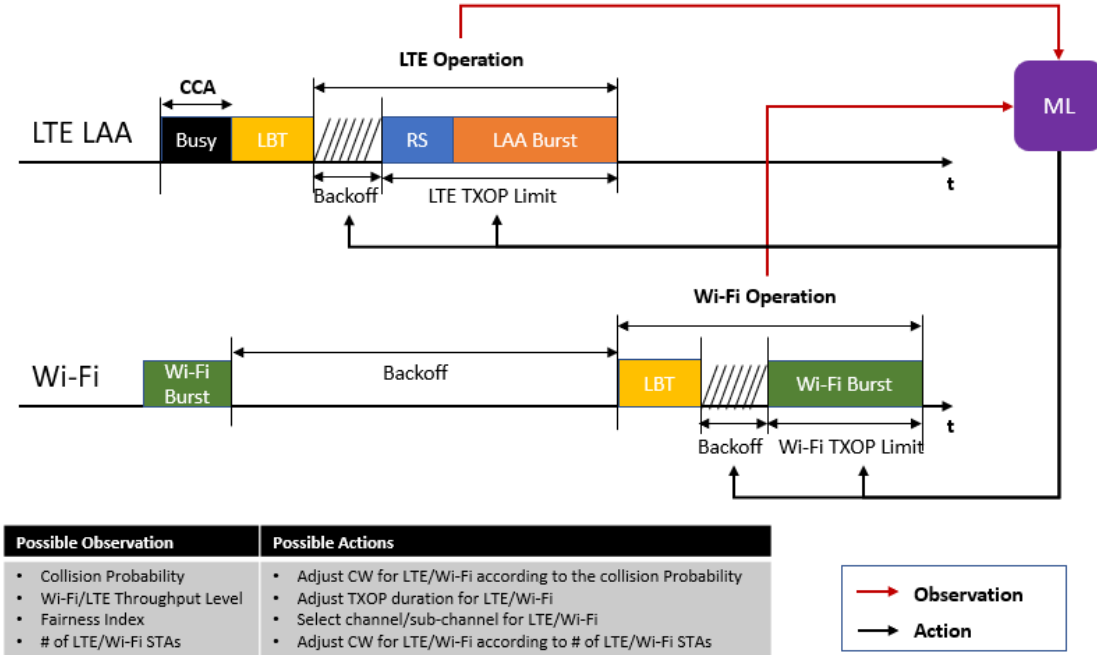 LTE Operation
CCA
ML
LTE LAA
Busy
LBT
RS
LAA Burst
t
Backoff
LTE TXOP Limit
Wi-Fi Operation
Wi-Fi
Wi-Fi
Burst
Backoff
LBT
Wi-Fi Burst
t
Backoff
Wi-Fi TXOP Limit
Possible Observation
Possible Actions
• Collision Probability
• Wi-Fi/LTE Throughput Level
• Fairness Index
• # of LTE/Wi-Fi STAs
• Adjust CW for LTE/Wi-Fi according to the collision Probability
• Adjust TXOP duration for LTE/Wi-Fi
• Select channel/sub-channel for LTE/Wi-Fi
• Adjust CW for LTE/Wi-Fi according to # of LTE/Wi-Fi STAs
Observation
Action